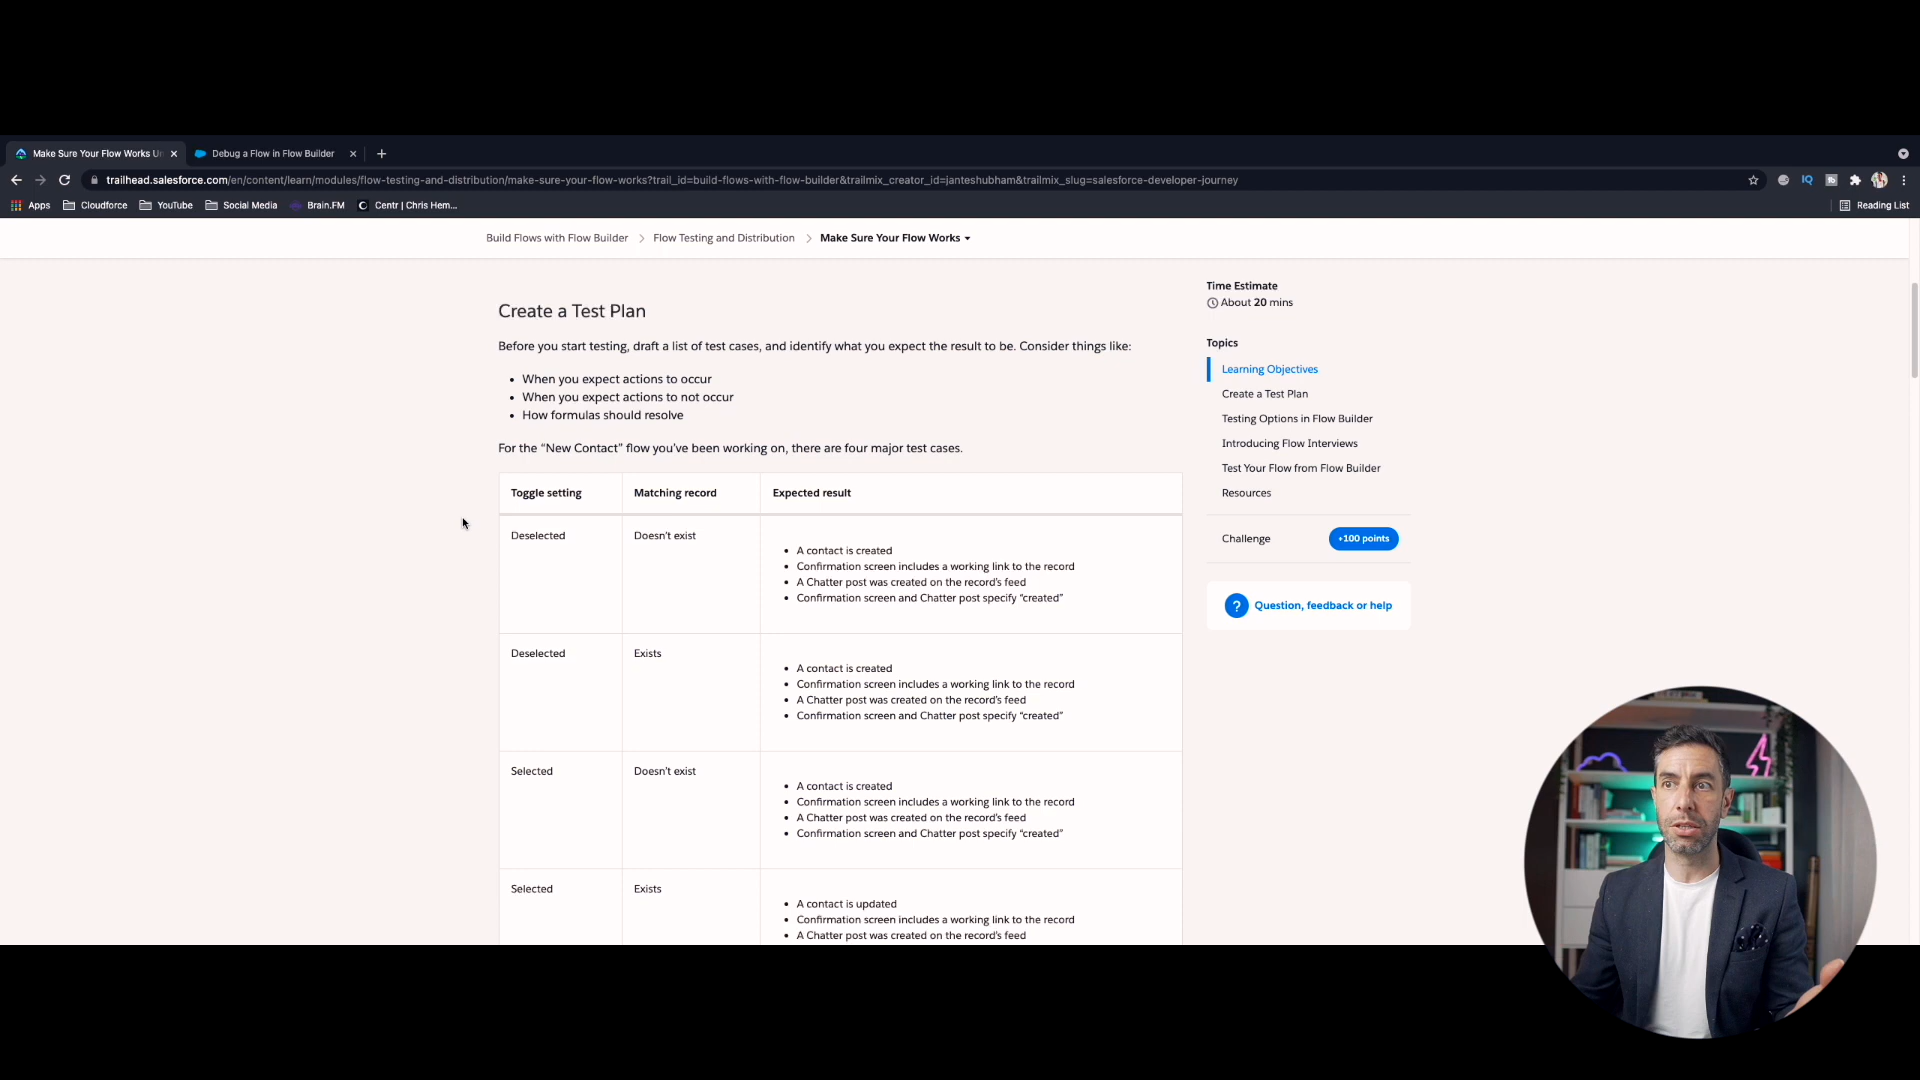 Make Sure Your Flow Works Un
Debug a Flow in Flow Builder
trailhead.salesforce.com/en/content/learn/modules/flow-testing-and-distribution/make-sure-your-flow-works?trail_id=build-flows-with-flow-builder&trailmix_creator_id=janteshubham&trailmix_slug=salesforce-developer-journey
IQ
Apps Cloudforce YouTube Social Media Brain.FM Centr | Chris Hem... Reading List
Build Flows with Flow Builder > Flow Testing and Distribution > Make Sure Your Flow Works
Create a Test Plan
Before you start testing, draft a list of test cases, and identify what you expect the result to be. Consider things like:
• When you expect actions to occur
• When you expect actions to not occur
• How formulas should resolve
For the “New Contact” flow you’ve been working on, there are four major test cases.
Toggle setting Matching record Expected result
Deselected Doesn’t exist
• A contact is created
• Confirmation screen includes a working link to the record
• A Chatter post was created on the record’s feed
• Confirmation screen and Chatter post specify “created”
Deselected Exists
• A contact is created
• Confirmation screen includes a working link to the record
• A Chatter post was created on the record’s feed
• Confirmation screen and Chatter post specify “created”
Selected Doesn’t exist
• A contact is created
• Confirmation screen includes a working link to the record
• A Chatter post was created on the record’s feed
• Confirmation screen and Chatter post specify “created”
Selected Exists
• A contact is updated
• Confirmation screen includes a working link to the record
• A Chatter post was created on the record’s feed
Time Estimate
About 20 mins
Topics
Learning Objectives
Create a Test Plan
Testing Options in Flow Builder
Introducing Flow Interviews
Test Your Flow from Flow Builder
Resources
Challenge +100 points
? Question, feedback or help